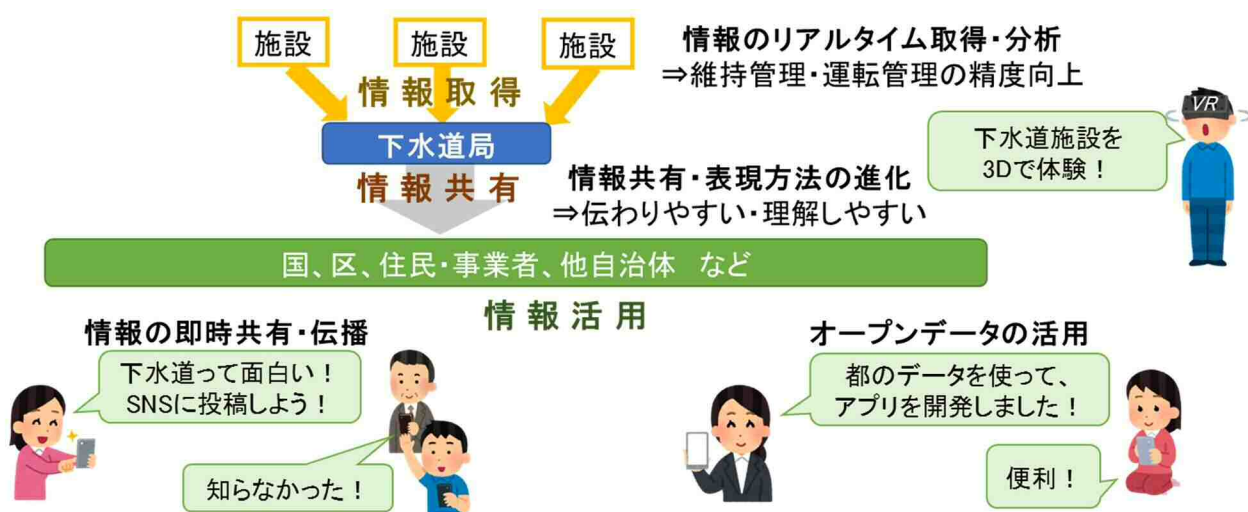 施設
施設
施設
情報のリアルタイム取得・分析
⇒維持管理・運転管理の精度向上
情報取得
VR
下水道局
下水道施設を
3Dで体験！
情報共有
情報共有・表現方法の進化
⇒伝わりやすい・理解しやすい
国、区、住民・事業者、他自治体　など
情報活用
情報の即時共有・伝播
オープンデータの活用
下水道って面白い！
SNSに投稿しよう！
都のデータを使って、
アプリを開発しました！
知らなかった！
便利！